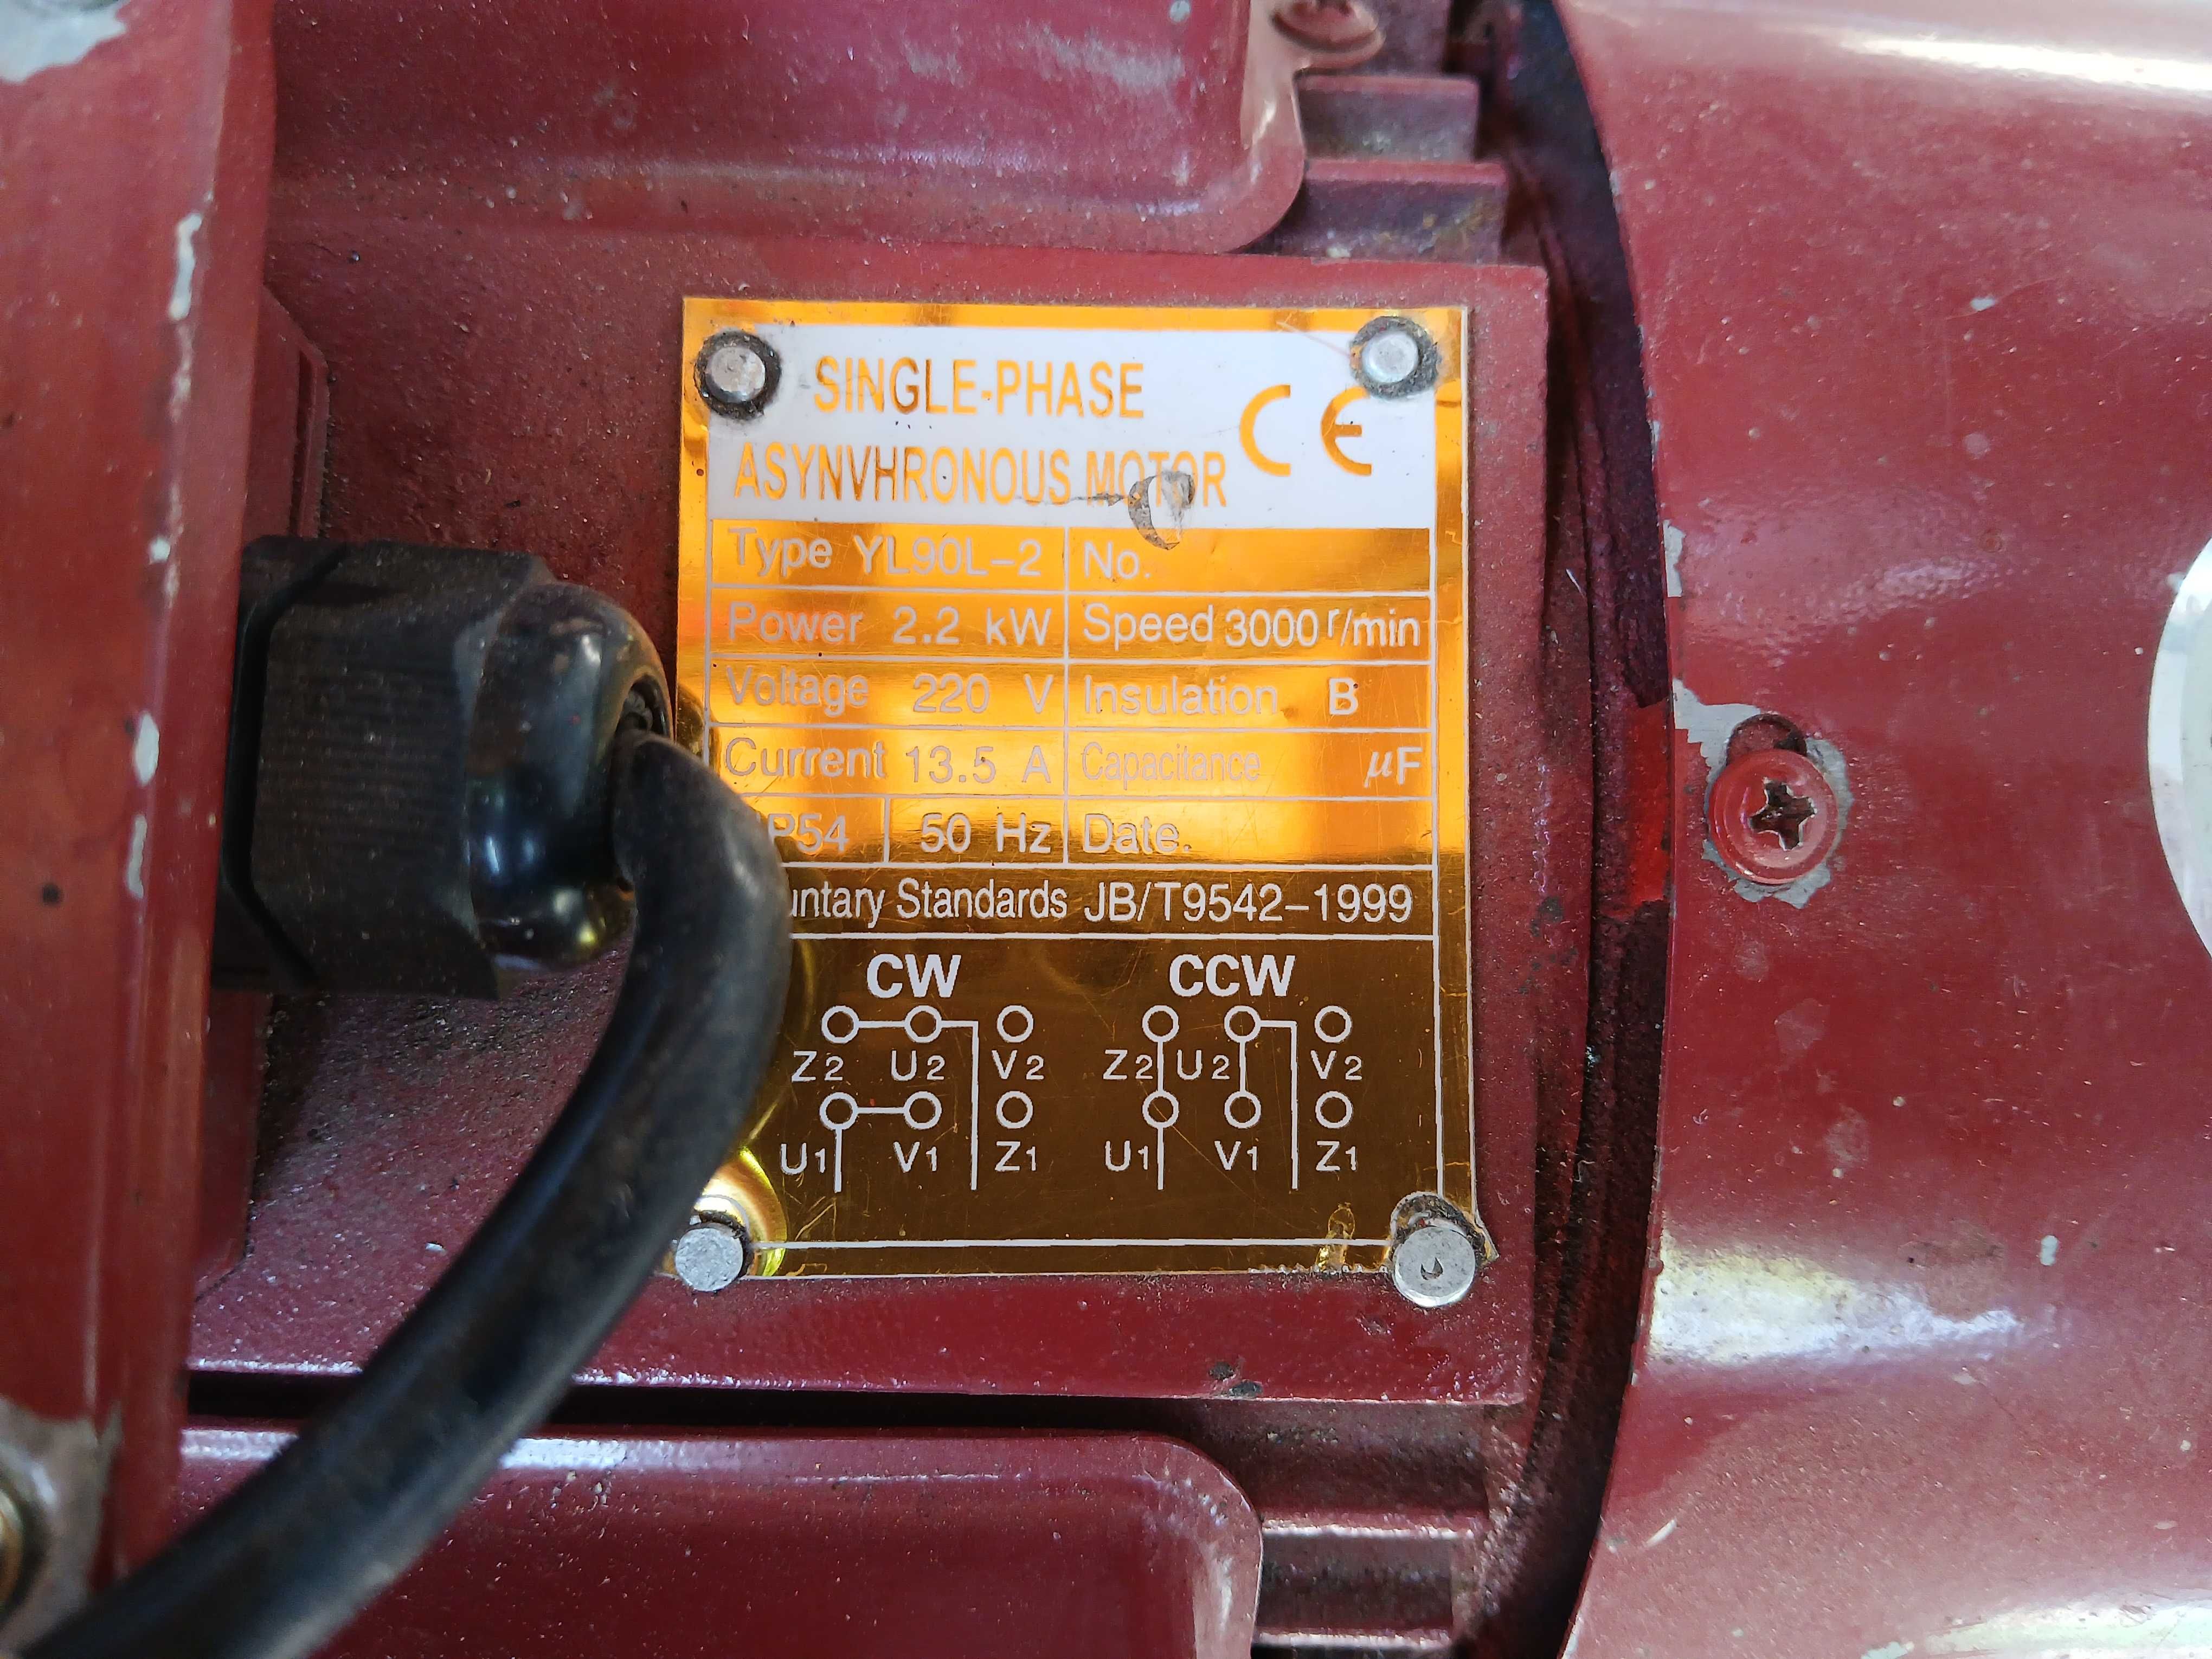 SINGLE-PHASE
CE
ASYNVHRONOUS MOTOR
Type YL90L-2 No.
Power 2.2 kW Speed 3000 r/min
Voltage 220 V Insulation B
Current 13.5 A Capacitance μF
P54 50 Hz Date.
untary Standards JB/T9542-1999
CW CCW
Z2 U2 V2 Z2 U2 V2
U1 V1 Z1 U1 V1 Z1